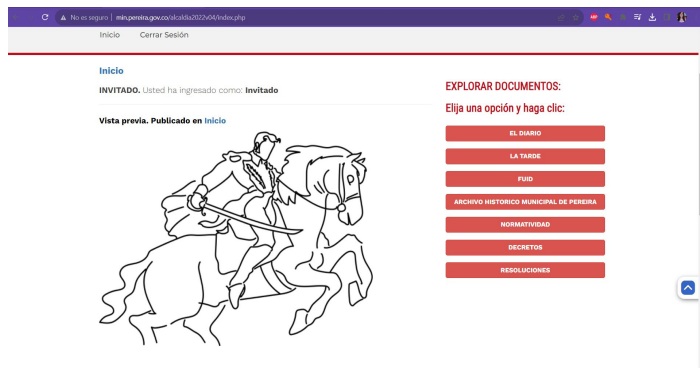 No es seguro | min.pereira.gov.co/alcaldia2022v04/index.php
Inicio Cerrar Sesión
Inicio
INVITADO. Usted ha ingresado como: Invitado
Vista previa. Publicado en Inicio
EXPLORAR DOCUMENTOS:
Elija una opción y haga clic:
EL DIARIO
LA TARDE
FUID
ARCHIVO HISTORICO MUNICIPAL DE PEREIRA
NORMATIVIDAD
DECRETOS
RESOLUCIONES